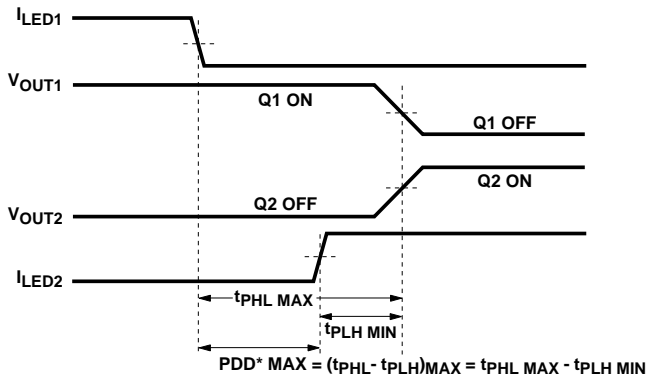 ILED1
VOUT1
Q1 ON
Q1 OFF
Q2 ON
Q2 OFF
VOUT2
ILED2
tPHL MAX
tPLH MIN
PDD* MAX = (tPHL- tPLH)MAX = tPHL MAX - tPLH MIN